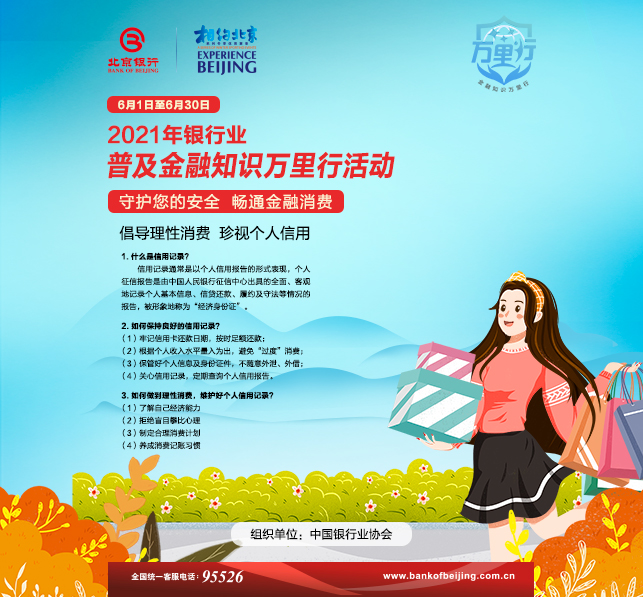 北京银行
BANK OF BEIJING
相约北京
EXPERIENCE
BEIJING
万里行
金融知识万里行
6月1日至6月30日
2021年银行业
普及金融知识万里行活动
守护您的安全 畅通金融消费
倡导理性消费 珍视个人信用
1. 什么是信用记录?
信用记录通常是以个人信用报告的形式表现，个人
征信报告是由中国人民银行征信中心出具的全面、客观
地记录个人基本信息、信贷还款、履约及守法等情况的
报告，被形象地称为“经济身份证”。
2. 如何保持良好的信用记录?
（1）牢记信用卡还款日期，按时足额还款；
（2）根据个人收入水平量入为出，避免“过度”消费；
（3）保管好个人信息及身份证件，不随意外泄、外借；
（4）关心信用记录，定期查询个人信用报告。
3. 如何做到理性消费，维护好个人信用记录?
（1）了解自己经济能力
（2）拒绝盲目攀比心理
（3）制定合理消费计划
（4）养成消费记账习惯
组织单位：中国银行业协会
全国统一客服电话：95526
www.bankofbeijing.com.cn